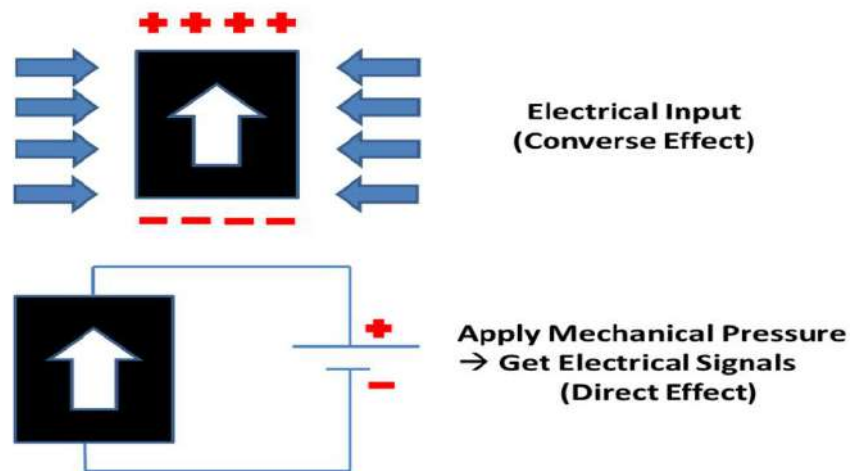 Electrical Input
(Converse Effect)
Apply Mechanical Pressure
→ Get Electrical Signals
(Direct Effect)